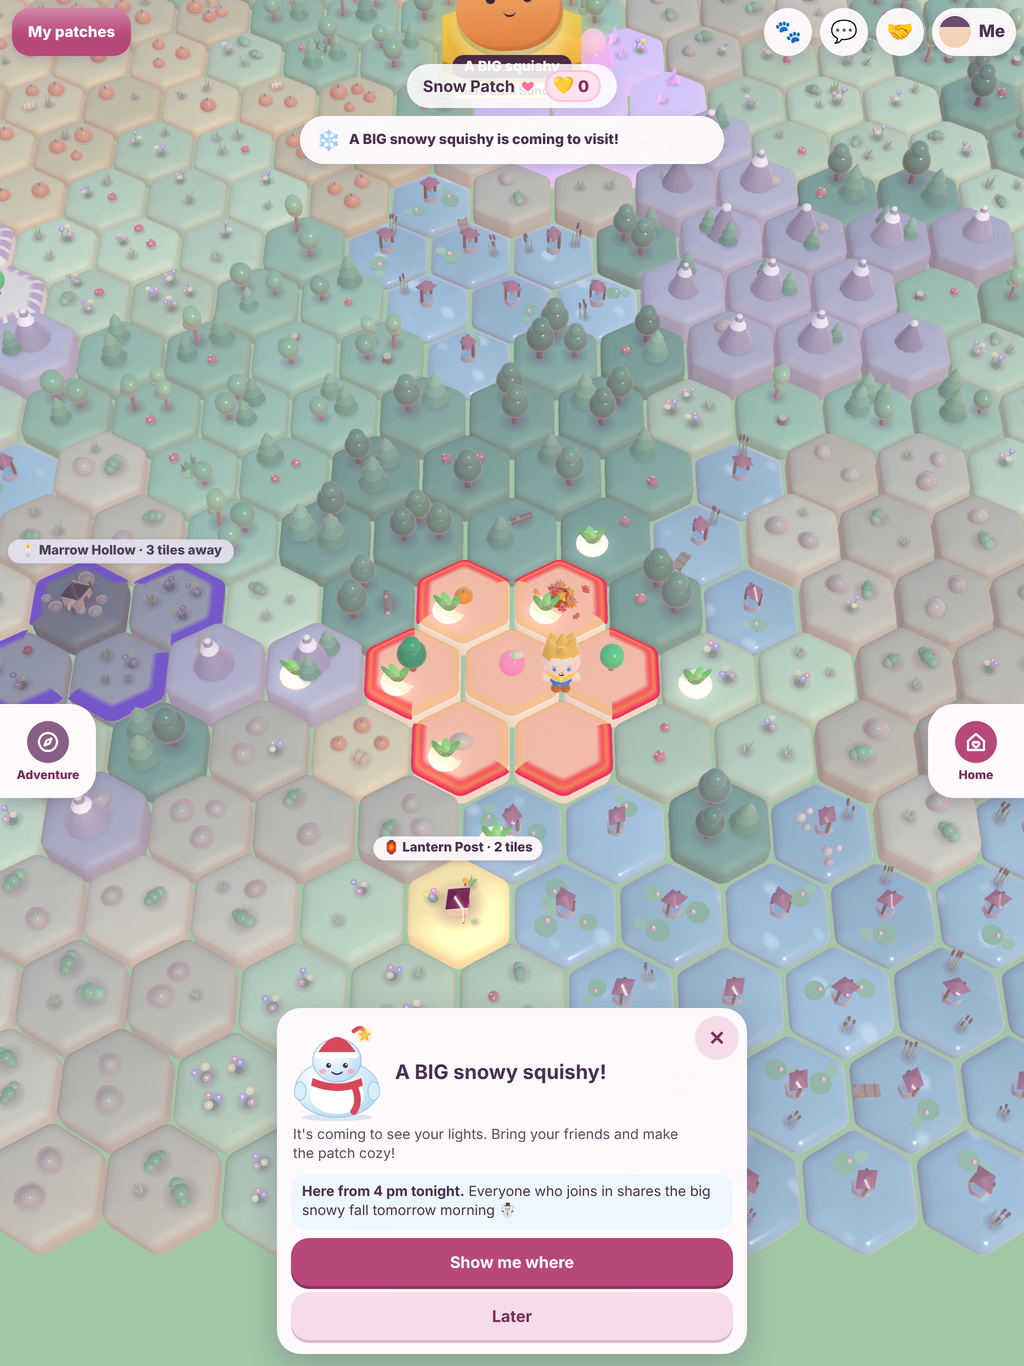 My patches
Me
A BIG squishy
Snow Patch
0
A BIG snowy squishy is coming to visit!
Marrow Hollow · 3 tiles away
Adventure
Home
Lantern Post · 2 tiles
A BIG snowy squishy!
It's coming to see your lights. Bring your friends and make
the patch cozy!
Here from 4 pm tonight. Everyone who joins in shares the big
snowy fall tomorrow morning
Show me where
Later